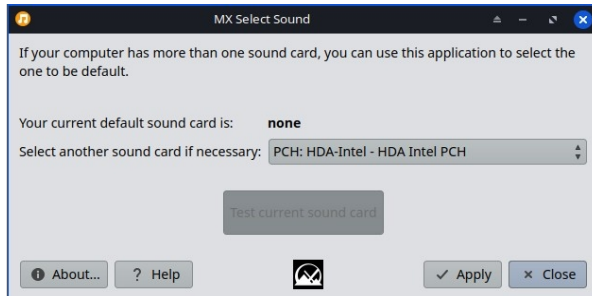 MX Select Sound
If your computer has more than one sound card, you can use this application to select the
one to be default.
Your current default sound card is: none
Select another sound card if necessary: PCH: HDA-Intel - HDA Intel PCH
Test current sound card
About... ? Help Apply Close